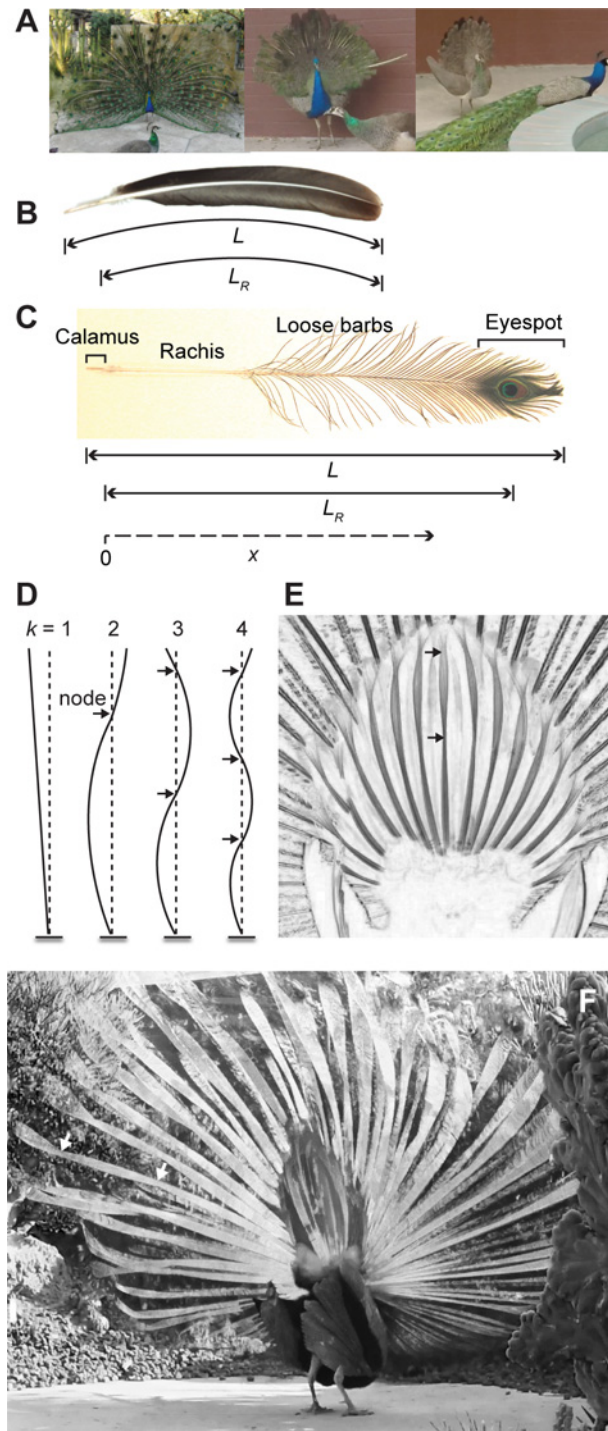 A
B
L
L_R
C
Calamus
Rachis
Loose barbs
Eyespot
L
L_R
0
x
D
k = 1 2 3 4
node
E
F